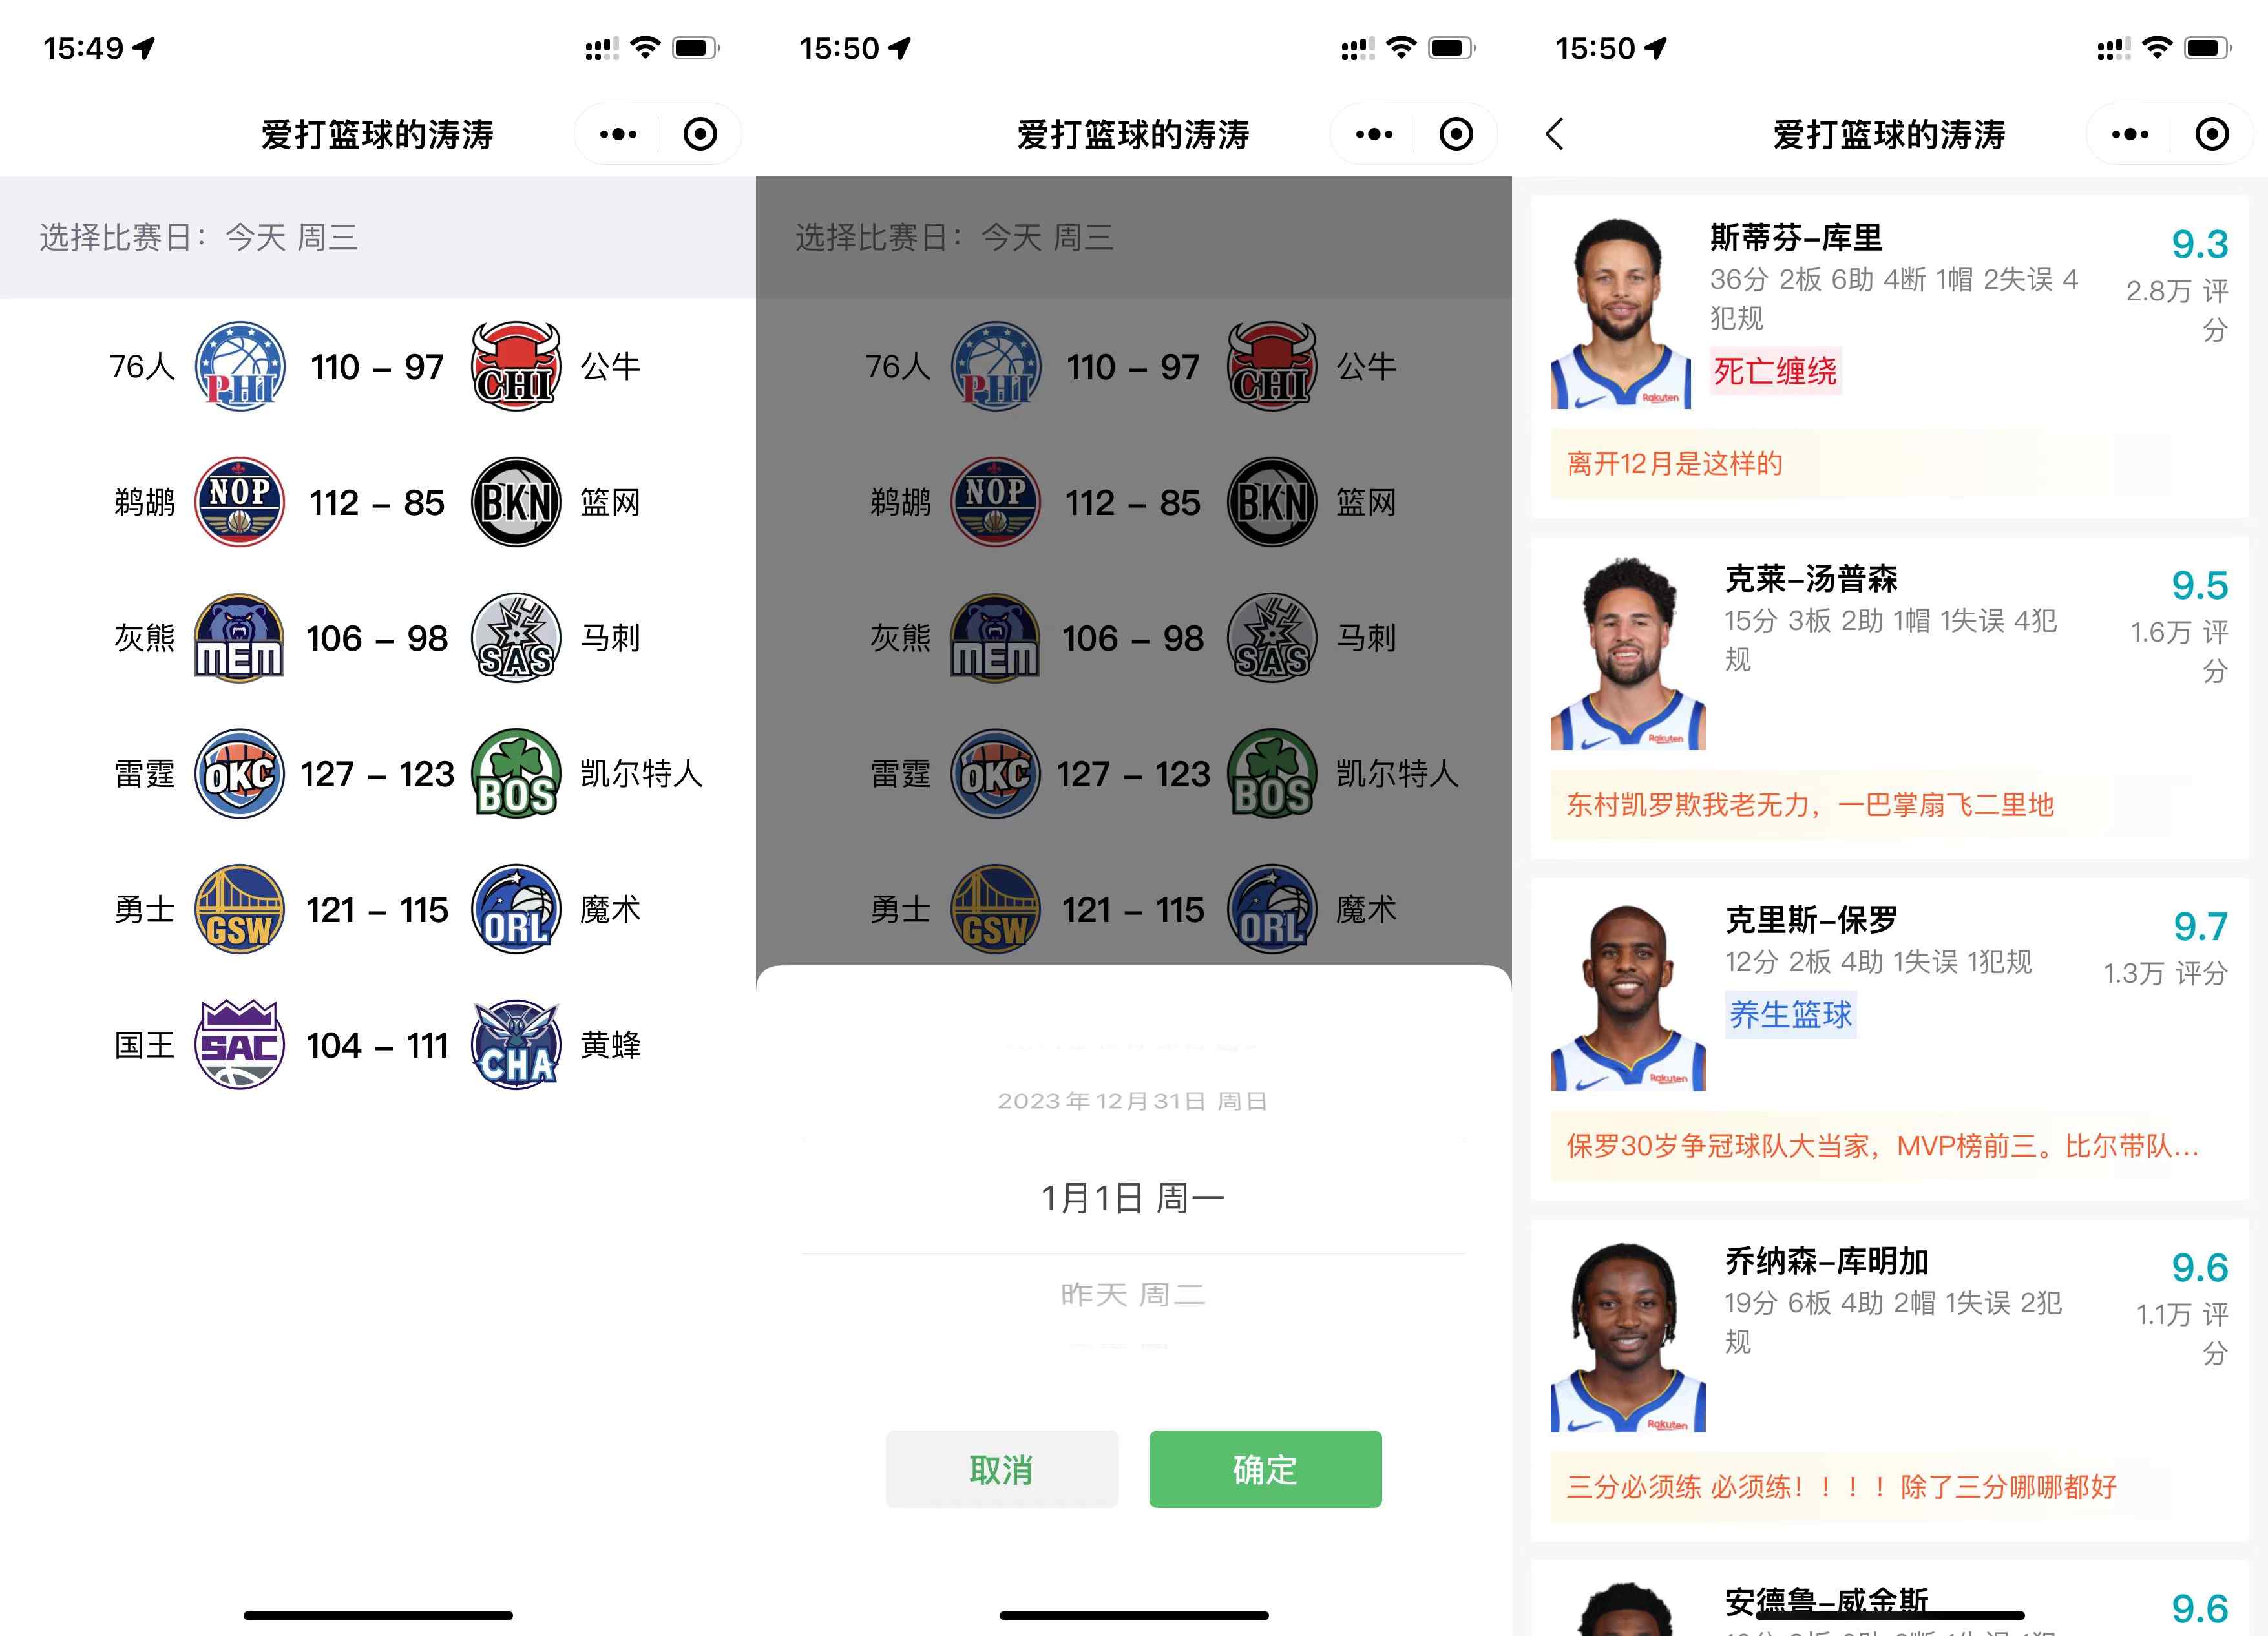 15:49
爱打篮球的涛涛
选择比赛日：今天 周三
76人 PHI 110 – 97 CHI 公牛
鹈鹕 NOP 112 – 85 BKN 篮网
灰熊 MEM 106 – 98 SAS 马刺
雷霆 OKC 127 – 123 BOS 凯尔特人
勇士 GSW 121 – 115 ORL 魔术
国王 SAC 104 – 111 CHA 黄蜂
15:50
爱打篮球的涛涛
选择比赛日：今天 周三
76人 PHI 110 – 97 CHI 公牛
鹈鹕 NOP 112 – 85 BKN 篮网
灰熊 MEM 106 – 98 SAS 马刺
雷霆 OKC 127 – 123 BOS 凯尔特人
勇士 GSW 121 – 115 ORL 魔术
2023年12月31日 周日
1月1日 周一
昨天 周二
取消 确定
15:50
爱打篮球的涛涛
斯蒂芬–库里
9.3
36分 2板 6助 4断 1帽 2失误 4
犯规
2.8万 评
分
死亡缠绕
Rakuten
离开12月是这样的
克莱–汤普森
9.5
15分 3板 2助 1帽 1失误 4犯
规
1.6万 评
分
Rakuten
东村凯罗欺我老无力，一巴掌扇飞二里地
克里斯–保罗
9.7
12分 2板 4助 1失误 1犯规
1.3万 评分
养生篮球
Rakuten
保罗30岁争冠球队大当家，MVP榜前三。比尔带队...
乔纳森–库明加
9.6
19分 6板 4助 2帽 1失误 2犯
规
1.1万 评
分
Rakuten
三分必须练 必须练！！！！除了三分哪哪都好
安德鲁–威金斯
9.6